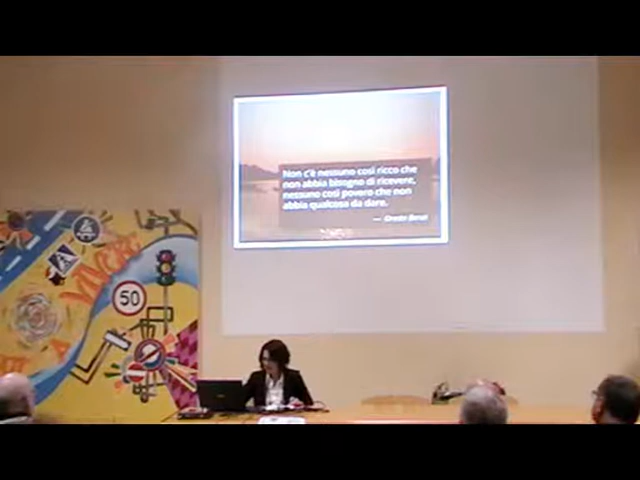 Non c'è nessuno così ricco che
non abbia bisogno di ricevere,
nessuno così povero che non
abbia qualcosa da dare.
VIVERE
50